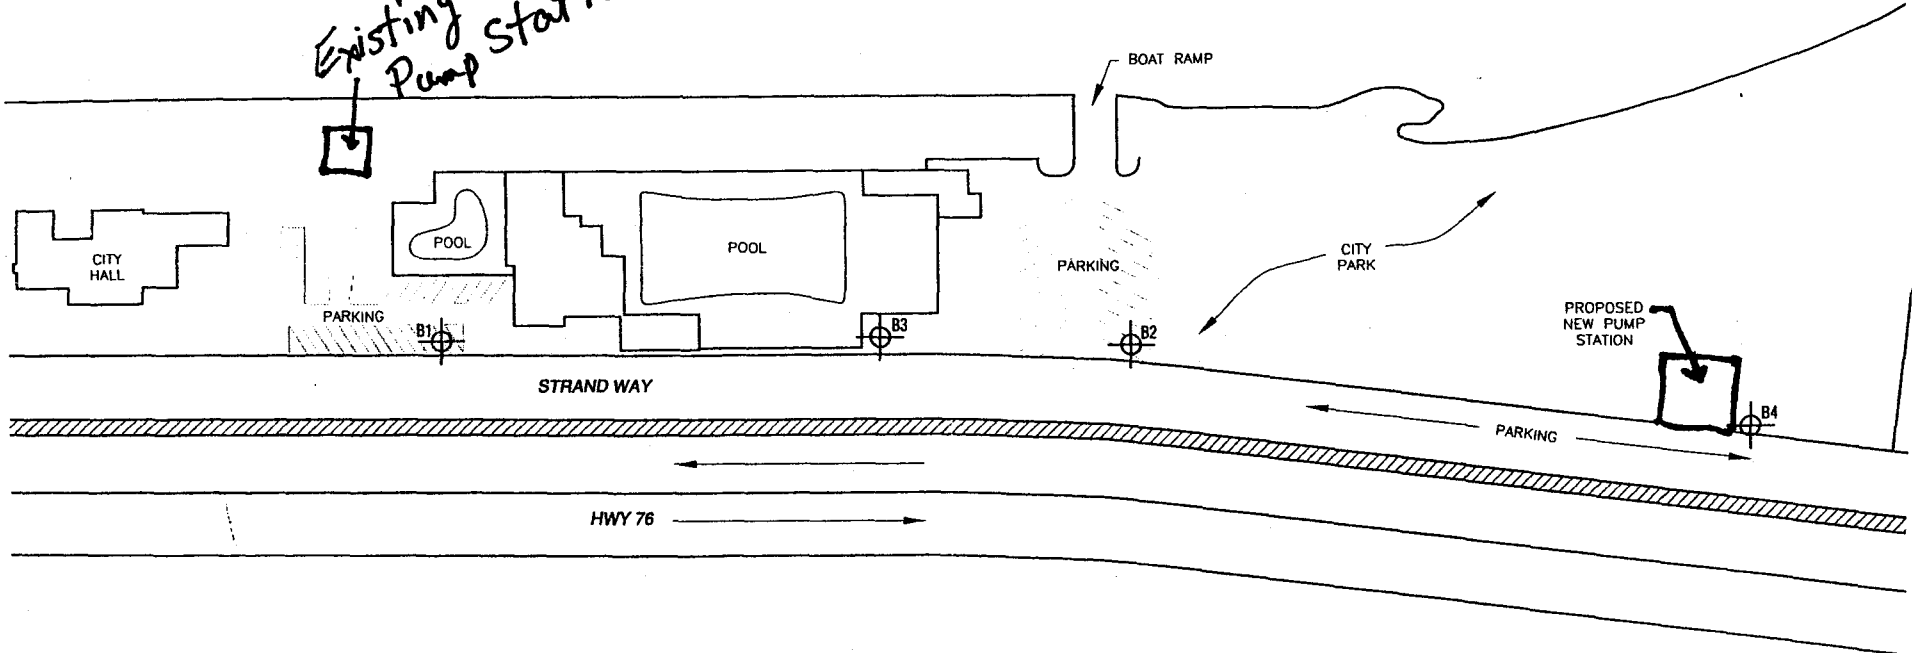 Existing
Pump Stat
BOAT RAMP
CITY
HALL
POOL
POOL
PARKING
PARKING
CITY
PARK
PROPOSED
NEW PUMP
STATION
B1
B3
B2
B4
STRAND WAY
PARKING
HWY 76